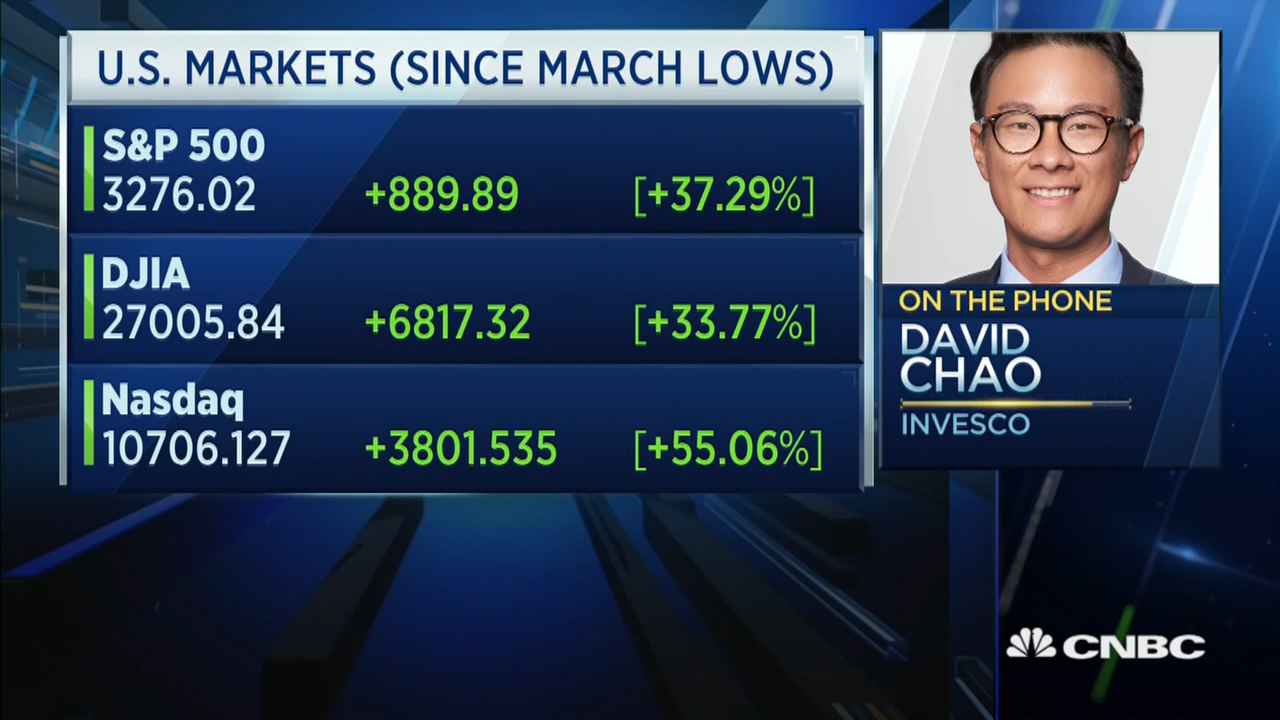 U.S. MARKETS (SINCE MARCH LOWS)
S&P 500
3276.02 +889.89 [+37.29%]
DJIA
27005.84 +6817.32 [+33.77%]
Nasdaq
10706.127 +3801.535 [+55.06%]
ON THE PHONE
DAVID
CHAO
INVESCO
CNBC